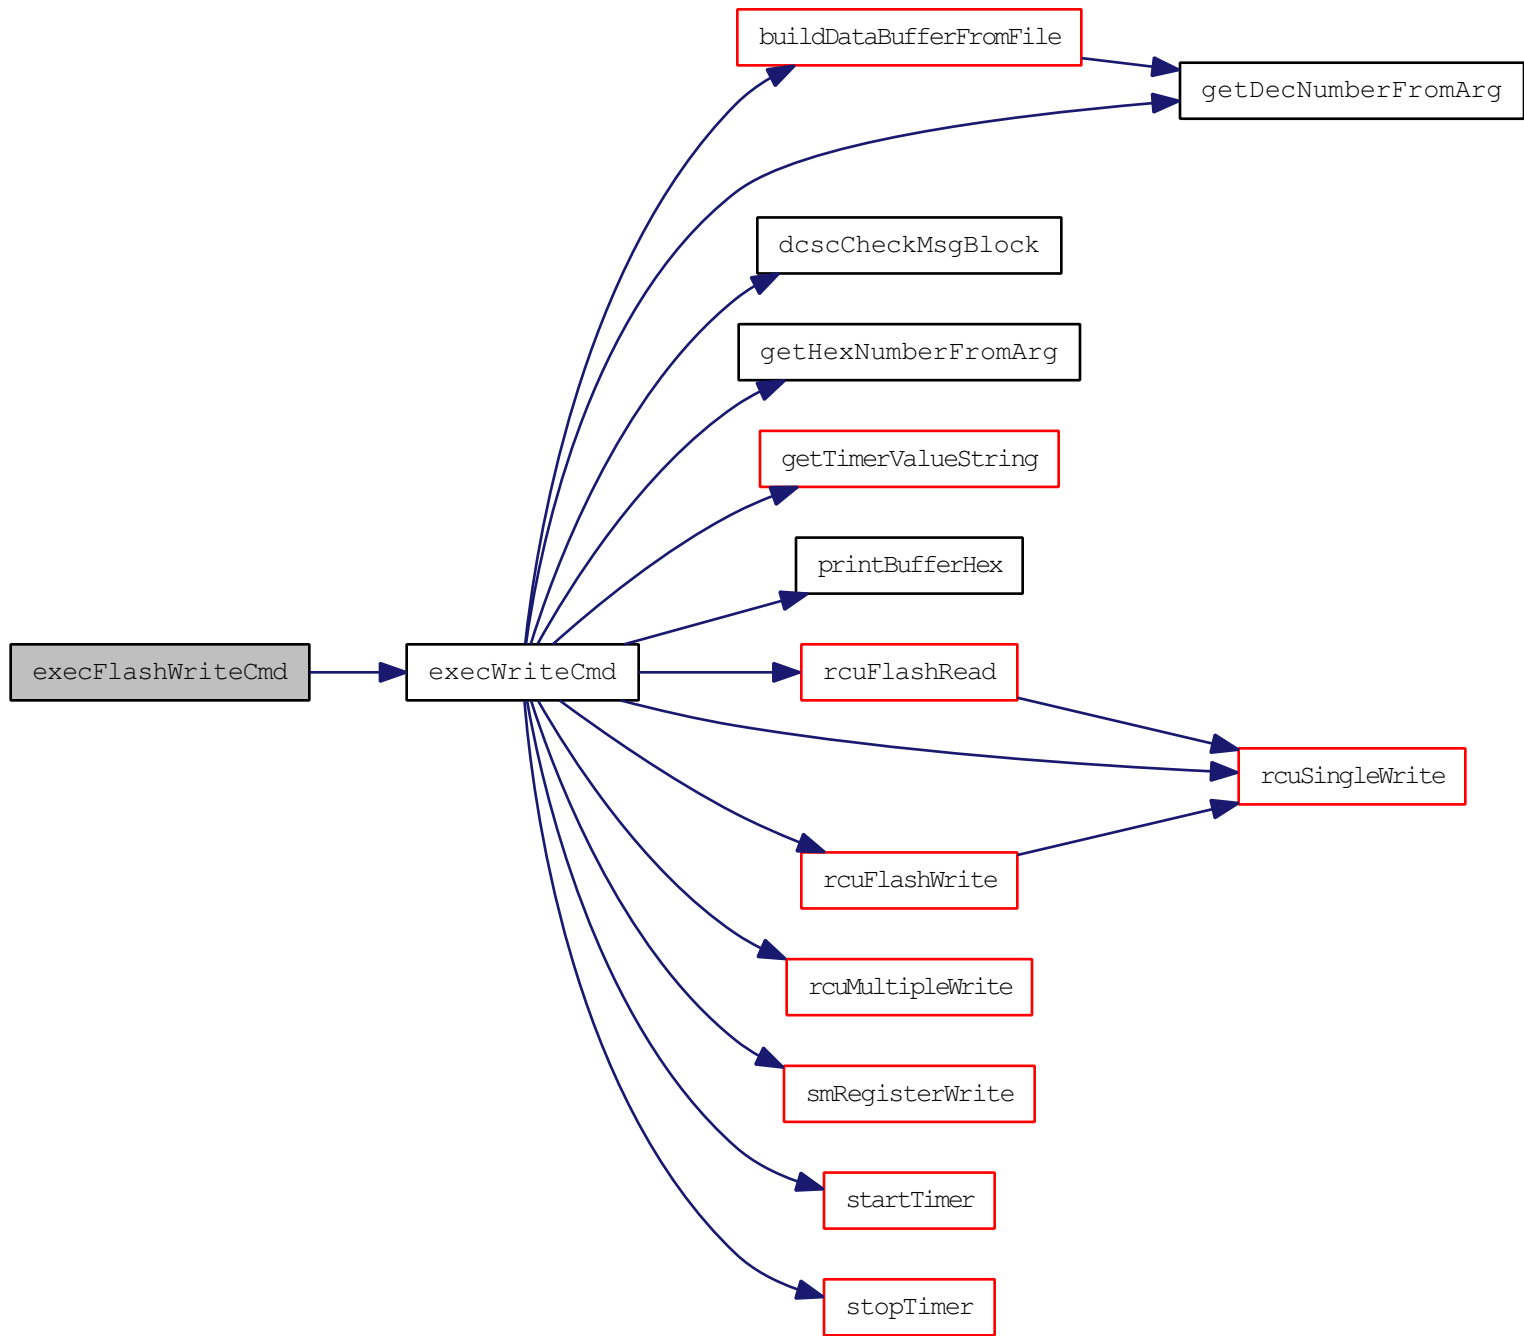 buildDataBufferFromFile
getDecNumberFromArg
dcscCheckMsgBlock
getHexNumberFromArg
getTimerValueString
printBufferHex
execFlashWriteCmd
execWriteCmd
rcuFlashRead
rcuSingleWrite
rcuFlashWrite
rcuMultipleWrite
smRegisterWrite
startTimer
stopTimer